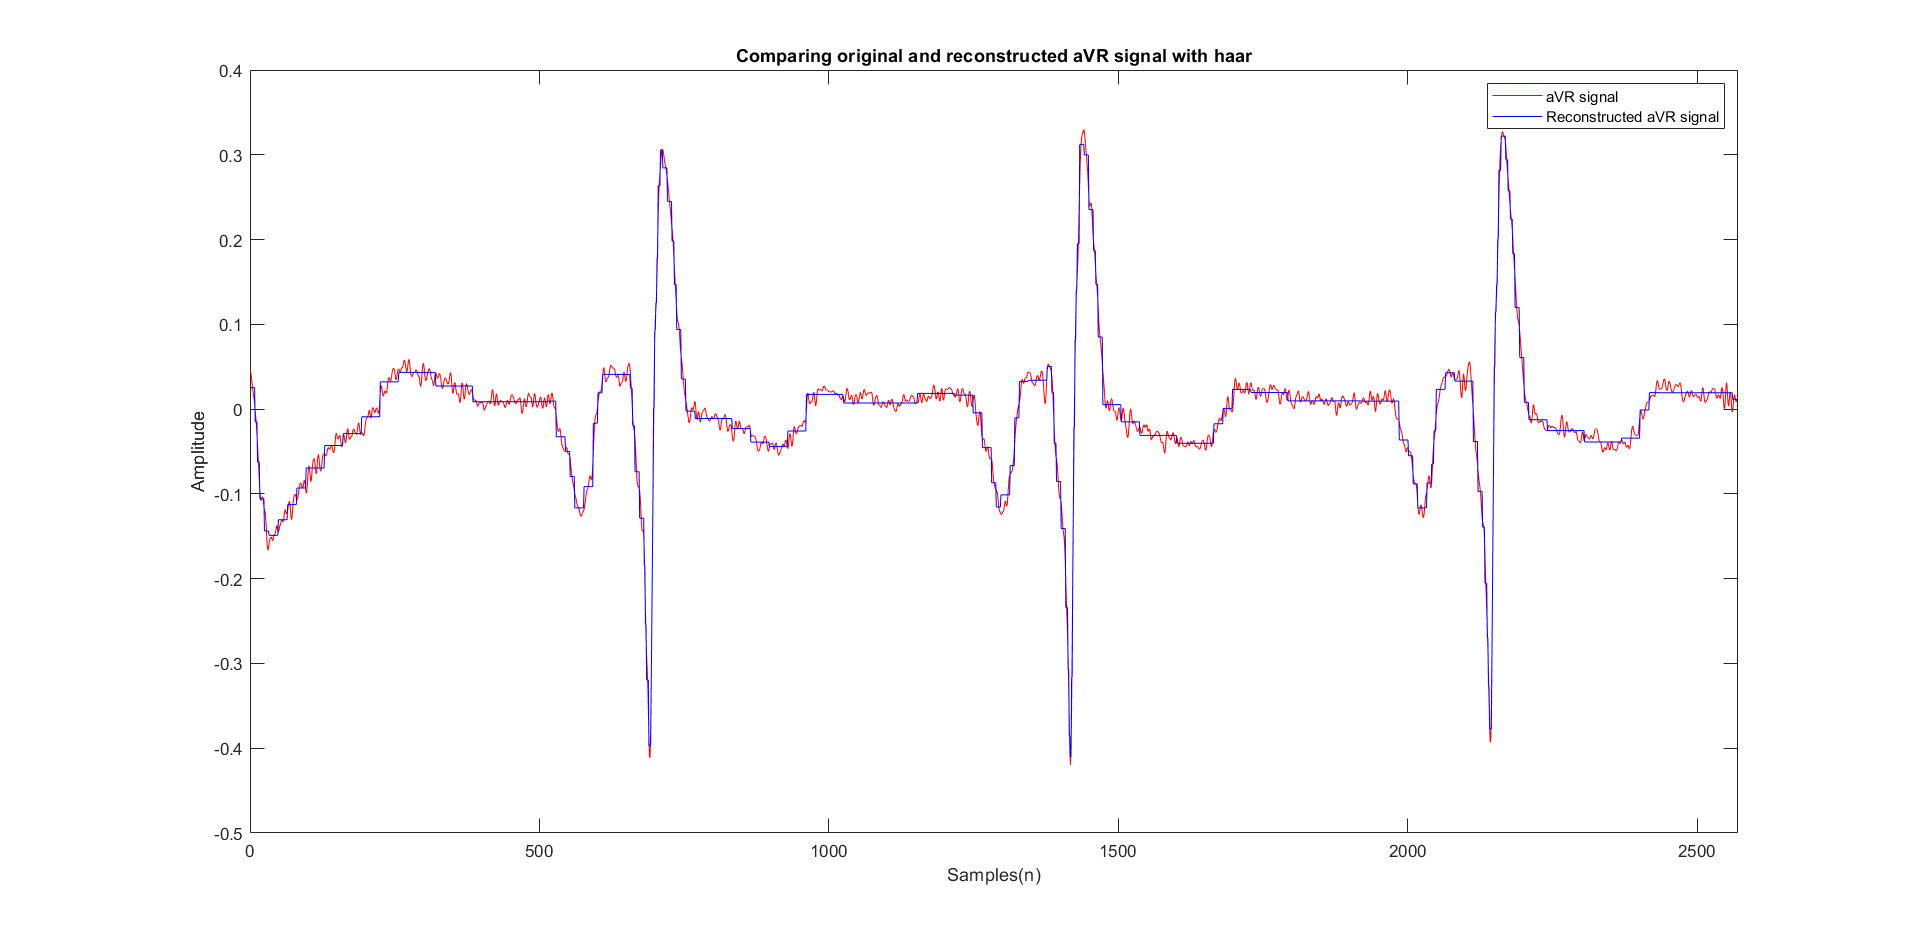 Comparing original and reconstructed aVR signal with haar
aVR signal
Reconstructed aVR signal
0.4
0.3
0.2
0.1
0
-0.1
-0.2
-0.3
-0.4
-0.5
Amplitude
0 500 1000 1500 2000 2500
Samples(n)